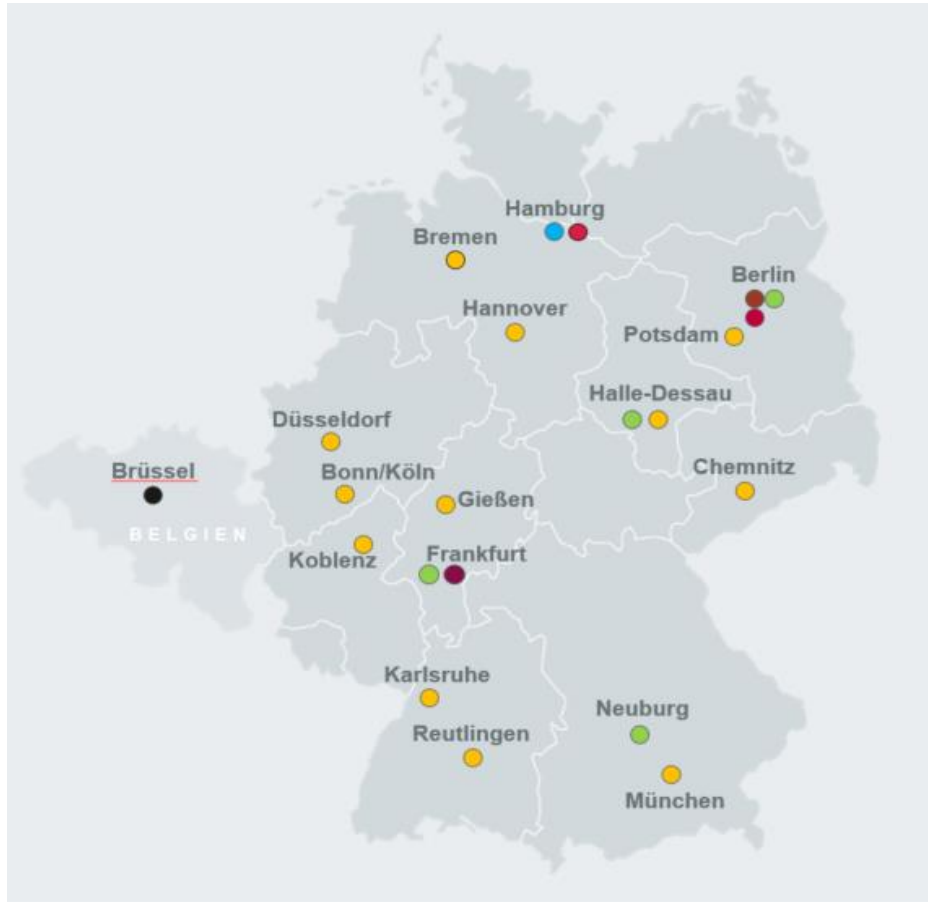 Hamburg
Bremen
Berlin
Hannover
Potsdam
Halle-Dessau
Düsseldorf
Brüssel
Bonn/Köln
Chemnitz
Gießen
BELGIEN
Koblenz
Frankfurt
Karlsruhe
Neuburg
Reutlingen
München